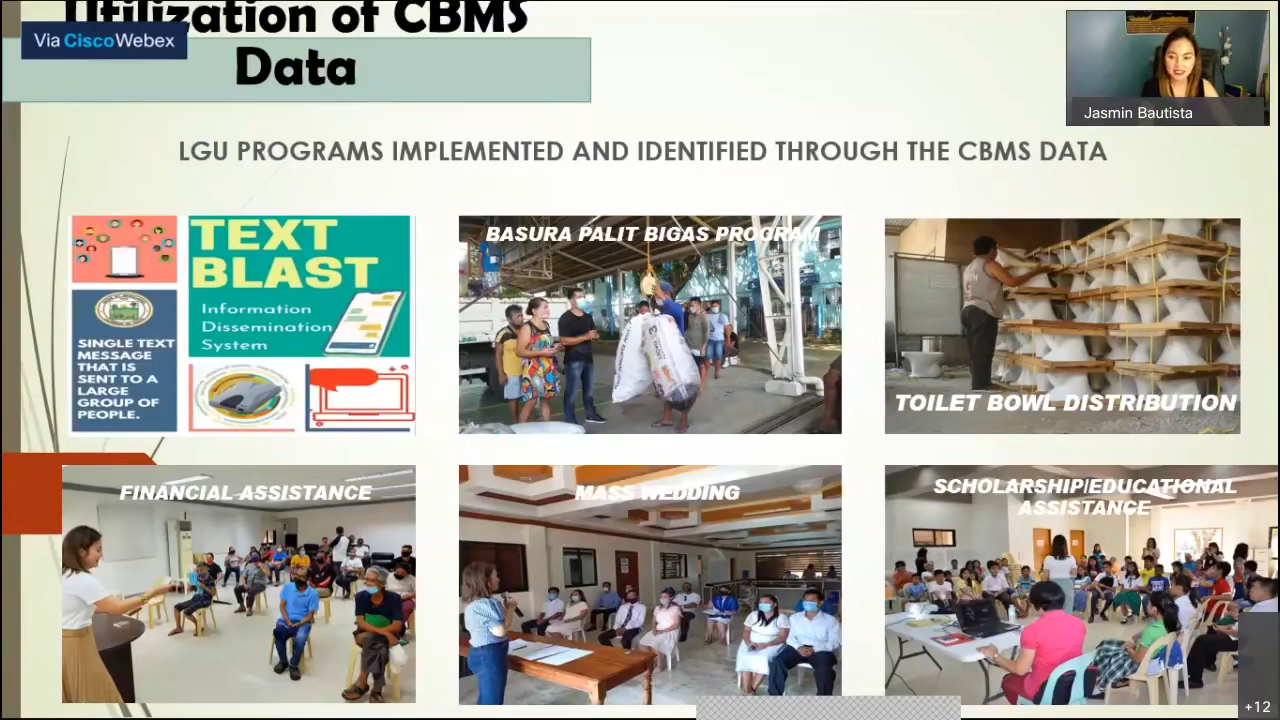 Utilization of CBMS
Data
Via Cisco Webex
Jasmin Bautista
LGU PROGRAMS IMPLEMENTED AND IDENTIFIED THROUGH THE CBMS DATA
TEXT
BLAST
Information
Dissemination
System
SINGLE TEXT
MESSAGE
THAT IS
SENT TO A
LARGE
GROUP OF
PEOPLE.
BASURA PALIT BIGAS PROGRAM
TOILET BOWL DISTRIBUTION
FINANCIAL ASSISTANCE
MASS WEDDING
SCHOLARSHIP|EDUCATIONAL
ASSISTANCE
+12